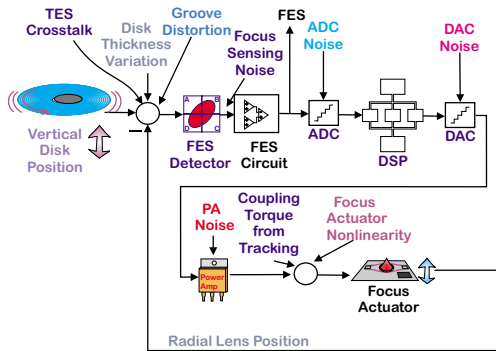 TES
Crosstalk
Disk
Thickness
Variation
Groove
Distortion
Focus
Sensing
Noise
FES
ADC
Noise
DAC
Noise
Vertical
Disk
Position
A
B
D
C
FES
Detector
FES
Circuit
ADC
DSP
DAC
PA
Noise
Coupling
Torque
from
Tracking
Focus
Actuator
Nonlinearity
Power
Amp
Focus
Actuator
Radial Lens Position